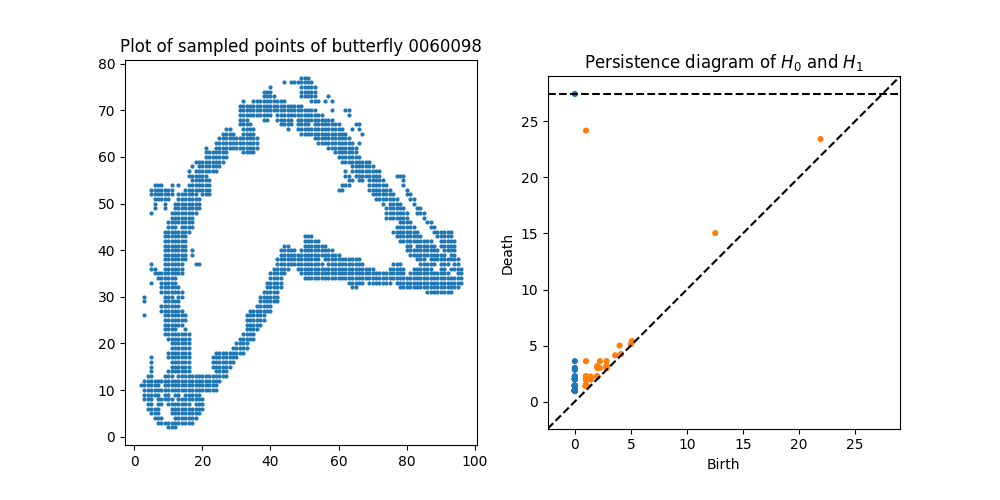 Plot of sampled points of butterfly 0060098
80
70
60
50
40
30
20
10
0
0 20 40 60 80 100
Persistence diagram of H₀ and H₁
25
20
15
10
5
0
Death
0 5 10 15 20 25
Birth